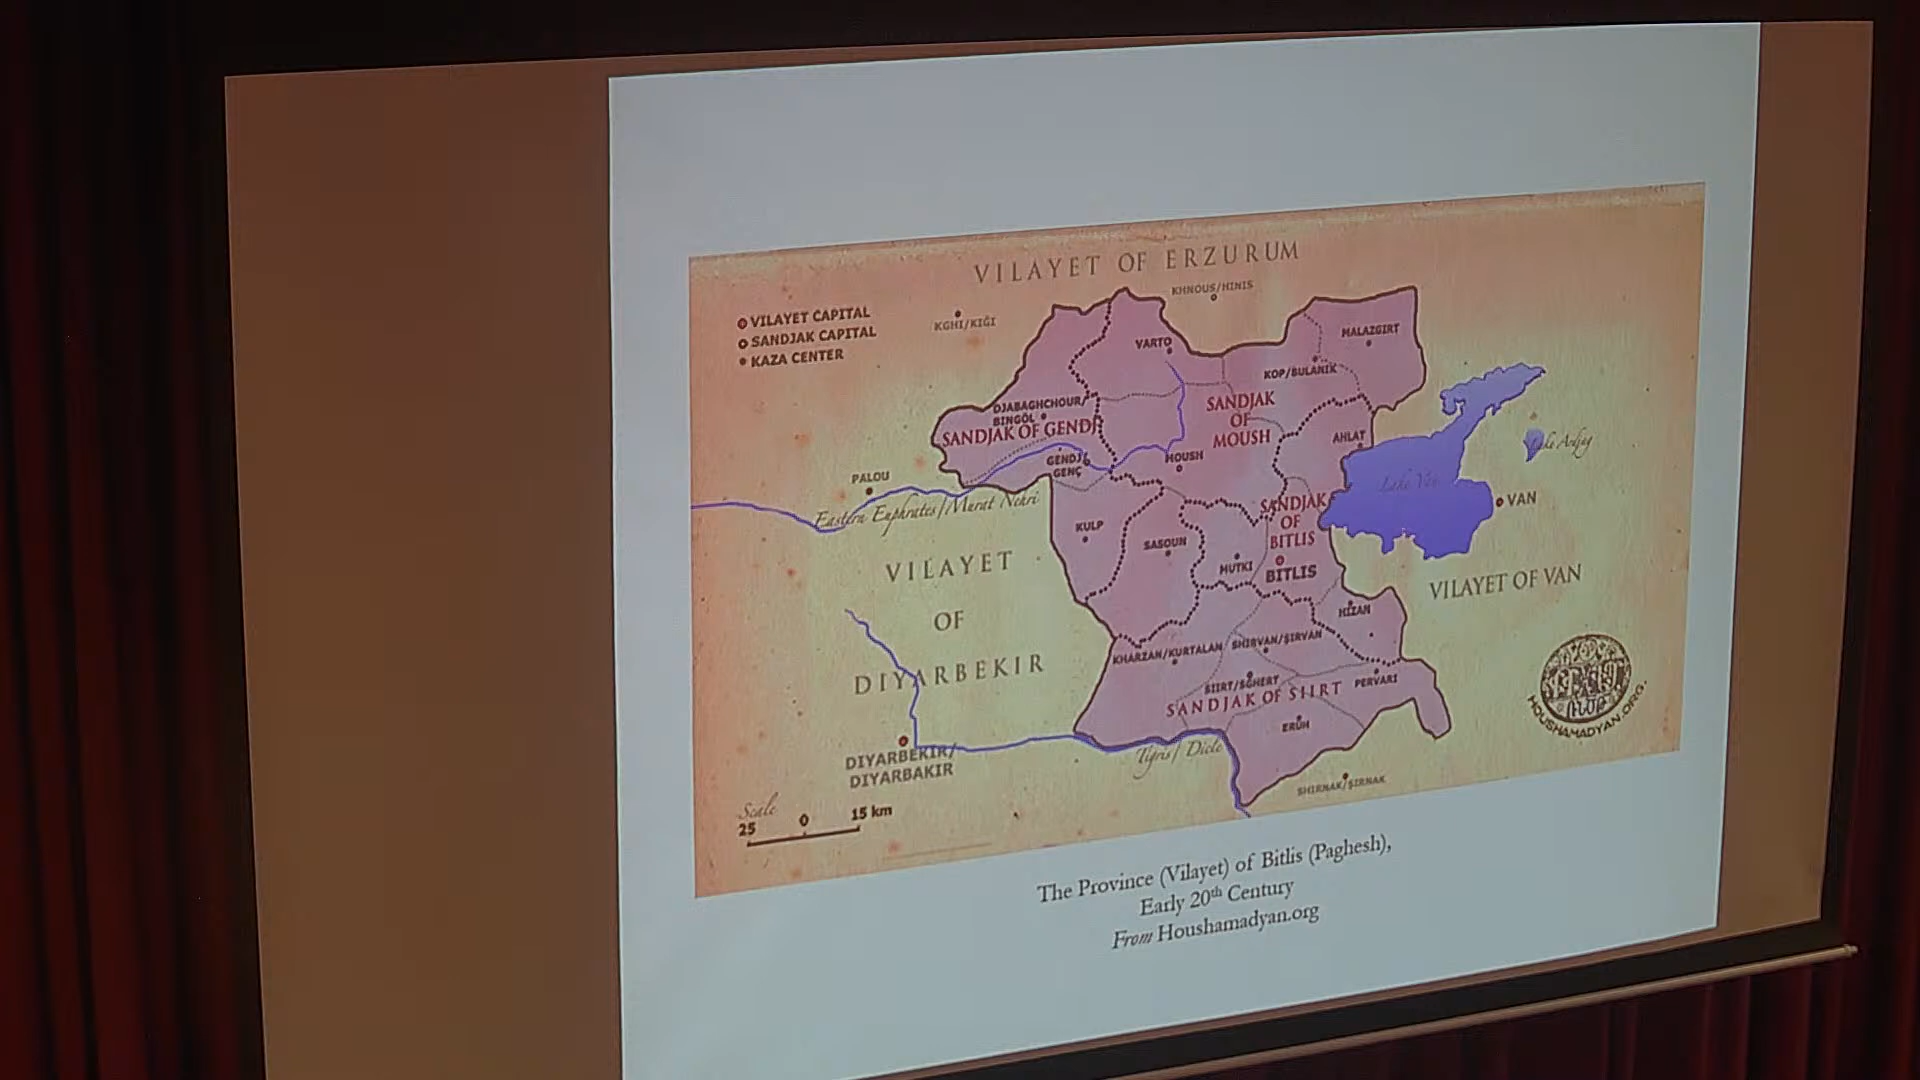 VILAYET OF ERZURUM
KHNOUS/HINIS
VILAYET CAPITAL
SANDJAK CAPITAL
KAZA CENTER
KGHI/KIĞI
MALAZGIRT
VARTO
KOP/BULANIK
DJABAGHCHOUR/
BINGÖL
SANDJAK OF GENDJ
SANDJAK
OF
MOUSH
AHLAT
Lake Van
MOUSH
GENDJ/
GENÇ
PALOU
Eastern Euphrates/Murat Nehri
SANDJAK
OF
BITLIS
BITLIS
VAN
KULP
SASOUN
MUTKI
VILAYET
OF
DIYARBEKIR
VILAYET OF VAN
HIZAN
KHARZAN/KURTALAN
SHIRVAN/ŞIRVAN
SIIRT/SGHERT
PERVARI
SANDJAK OF SIIRT
ERUH
DIYARBEKIR/
DIYARBAKIR
Tigris/ Dicle
SHIRNAK/ŞIRNAK
HOUSHAMADYAN.ORG
Scale
25 0 15 km
The Province (Vilayet) of Bitlis (Paghesh),
Early 20th Century
From Houshamadyan.org